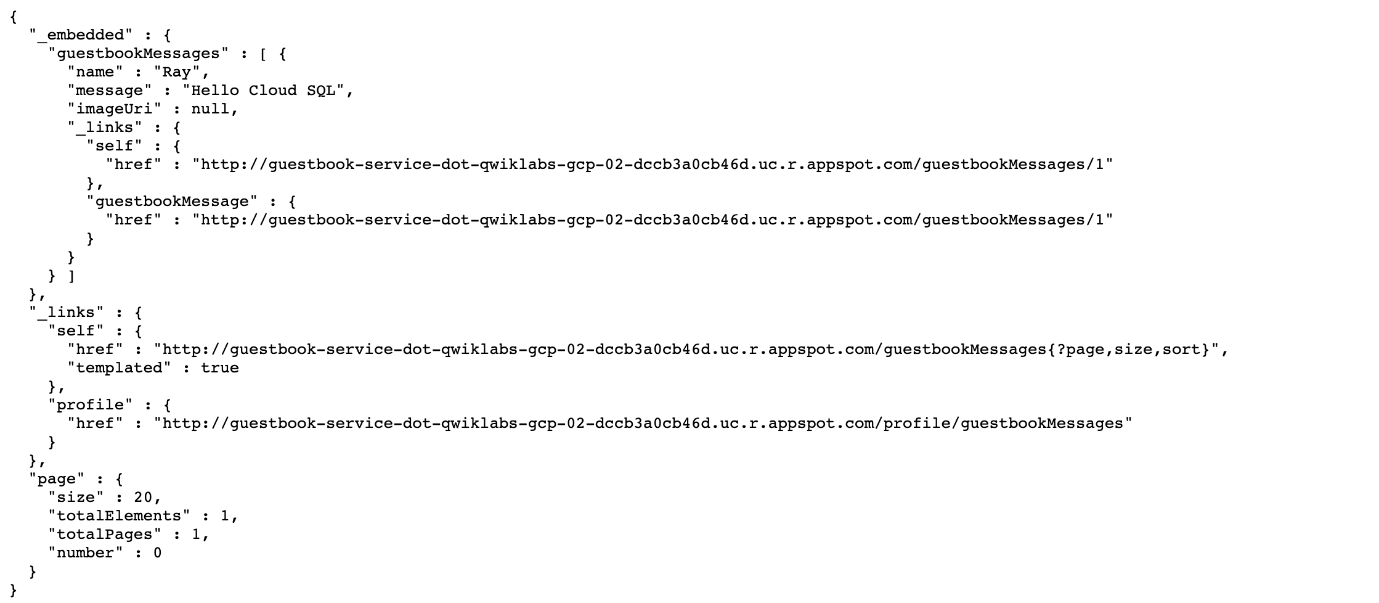 {
  "_embedded" : {
    "guestbookMessages" : [ {
      "name" : "Ray",
      "message" : "Hello Cloud SQL",
      "imageUri" : null,
      "_links" : {
        "self" : {
          "href" : "http://guestbook-service-dot-qwiklabs-gcp-02-dccb3a0cb46d.uc.r.appspot.com/guestbookMessages/1"
        },
        "guestbookMessage" : {
          "href" : "http://guestbook-service-dot-qwiklabs-gcp-02-dccb3a0cb46d.uc.r.appspot.com/guestbookMessages/1"
        }
      }
    } ]
  },
  "_links" : {
    "self" : {
      "href" : "http://guestbook-service-dot-qwiklabs-gcp-02-dccb3a0cb46d.uc.r.appspot.com/guestbookMessages{?page,size,sort}",
      "templated" : true
    },
    "profile" : {
      "href" : "http://guestbook-service-dot-qwiklabs-gcp-02-dccb3a0cb46d.uc.r.appspot.com/profile/guestbookMessages"
    }
  },
  "page" : {
    "size" : 20,
    "totalElements" : 1,
    "totalPages" : 1,
    "number" : 0
  }
}